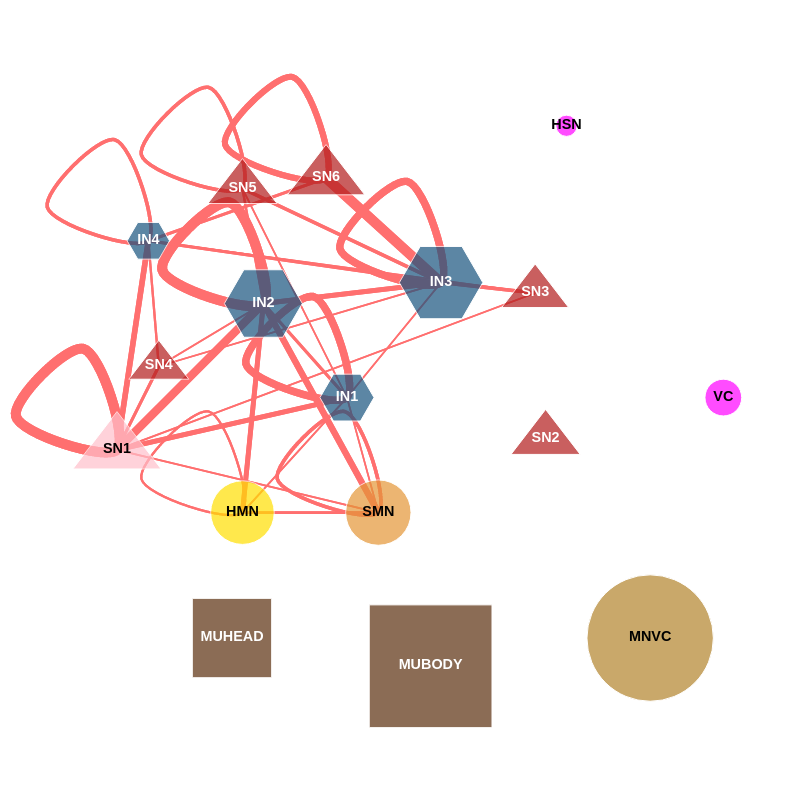 HSN
SN6
SN5
IN4
IN3
SN3
IN2
SN4
IN1
VC
SN2
SN1
HMN
SMN
MUHEAD
MUBODY
MNVC